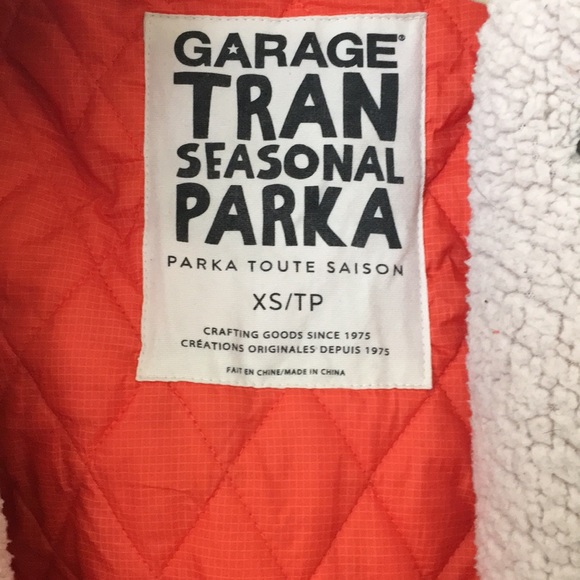 GARAGE®
TRAN
SEASONAL
PARKA
PARKA TOUTE SAISON
XS/TP
CRAFTING GOODS SINCE 1975
CRÉATIONS ORIGINALES DEPUIS 1975
FAIT EN CHINE/MADE IN CHINA